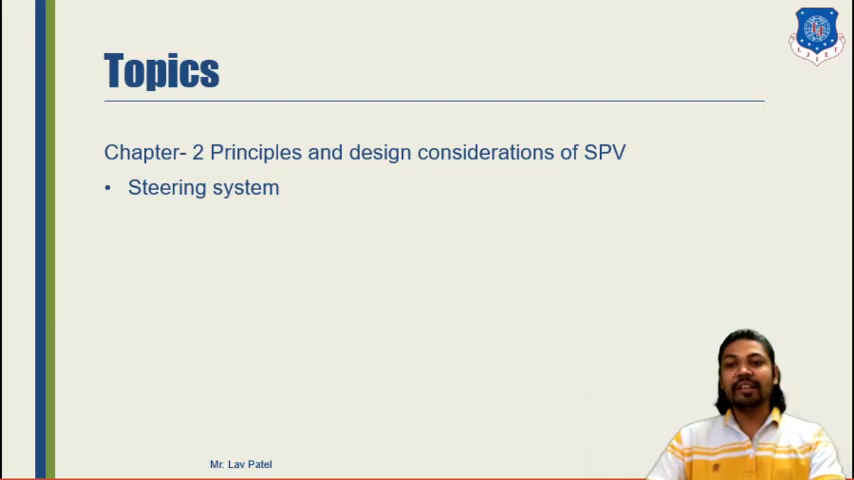 Topics
Chapter- 2 Principles and design considerations of SPV
• Steering system
Mr. Lav Patel